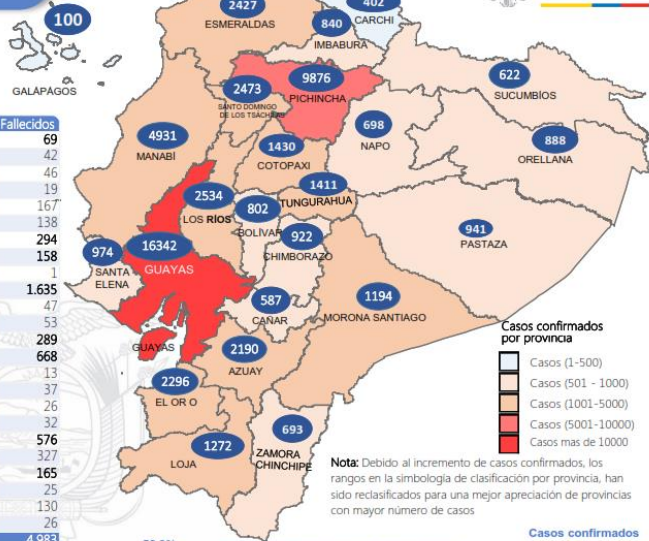 2427
ESMERALDAS
402
CARCHI
840
IMBABURA
100
GALÁPAGOS
2473
SANTO DOMINGO
DE LOS TSACHILAS
9876
PICHINCHA
622
SUCUMBÍOS
698
NAPO
888
ORELLANA
4931
MANABÍ
1430
COTOPAXI
1411
TUNGURAHUA
2534
LOS RÍOS
802
BOLÍVAR
922
CHIMBORAZO
941
PASTAZA
974
SANTA
ELENA
16342
GUAYAS
587
CAÑAR
1194
MORONA SANTIAGO
GUAYAS
2190
AZUAY
2296
EL OR O
1272
LOJA
693
ZAMORA
CHINCHIPE
Fallecidos
69
42
46
19
167
138
294
158
1
1.635
47
53
289
668
13
37
26
32
576
327
165
25
130
26
4.983
Casos confirmados
por provincia
Casos (1-500)
Casos (501 - 1000)
Casos (1001-5000)
Casos (5001-10000)
Casos mas de 10000
Nota: Debido al incremento de casos confirmados, los
rangos en la simbología de clasificación por provincia, han
sido reclasificados para una mejor apreciación de provincias
con mayor número de casos
Casos confirmados